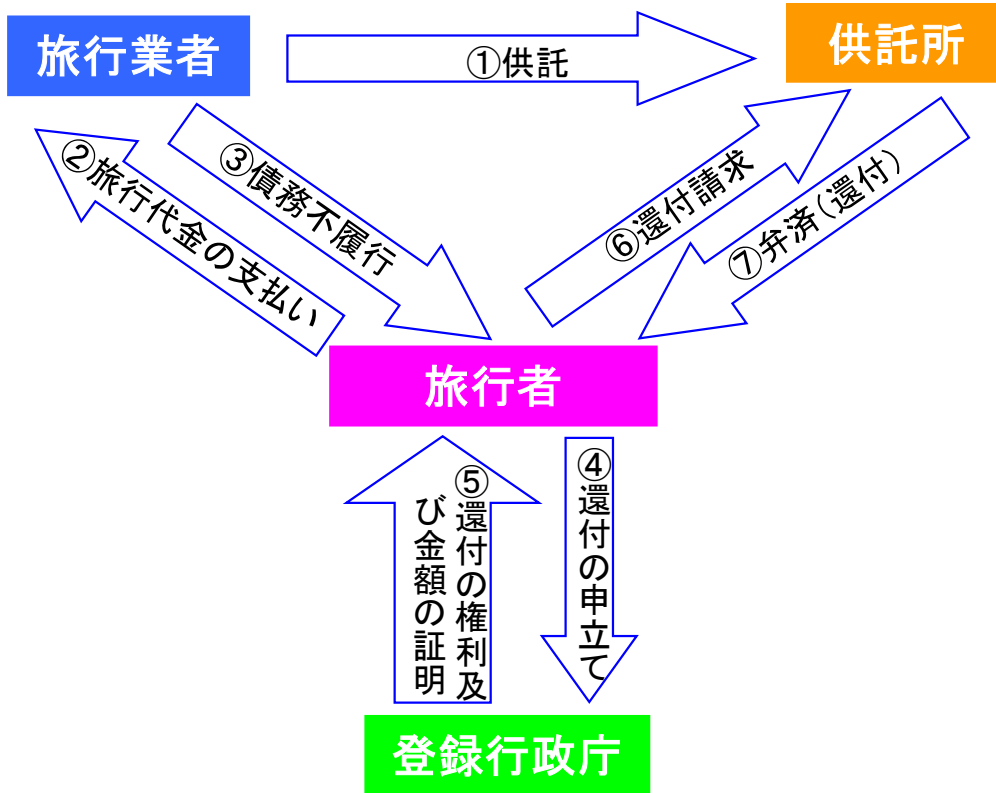 旅行業者
①供託
供託所
②旅行代金の支払い
③債務不履行
⑥還付請求
⑦弁済(還付)
旅行者
⑤還付の権利及
び金額の証明
④還付の申立て
登録行政庁